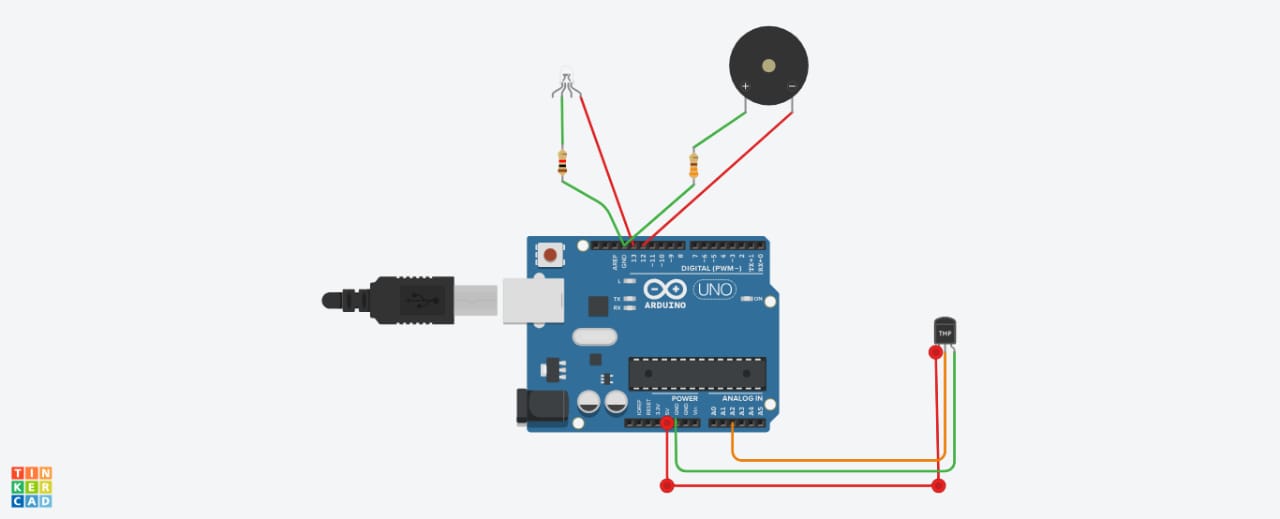 + −
AREF
GND
13
12
~11
~10
~9
8
7
~6
~5
4
~3
2
TX→1
RX←0
DIGITAL (PWM~)
L
TX
RX
ARDUINO
UNO
ON
TMP
POWER
ANALOG IN
IOREF
RESET
3.3V
5V
GND
GND
Vin
A0
A1
A2
A3
A4
A5
TIN
KER
CAD